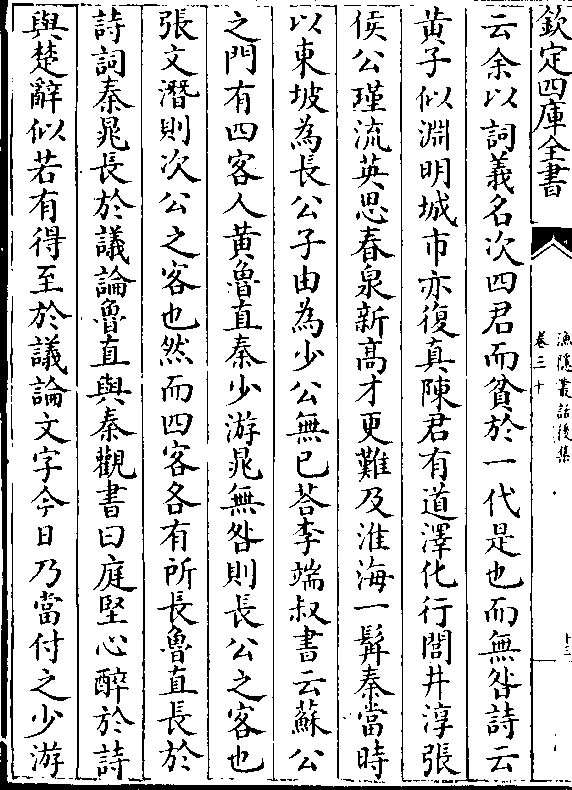 欽定四庫全書
漁隱叢話後集
卷三十
十三
云余以詞義名次四君而貧於一代是也而無咎詩云
黄子似淵明城市亦復真陳君有道澤化行閭井淳張
侯公瑾流英思春泉新高才更難及淮海一髯秦當時
以東坡為長公子由為少公無已荅李端叔書云蘇公
之門有四客人黄魯直秦少游晁無咎則長公之客也
張文潛則次公之客也然而四客各有所長魯直長於
詩詞秦晁長於議論魯直與秦觀書曰庭堅心醉於詩
與楚辭似若有得至於議論文字今日乃當付之少游